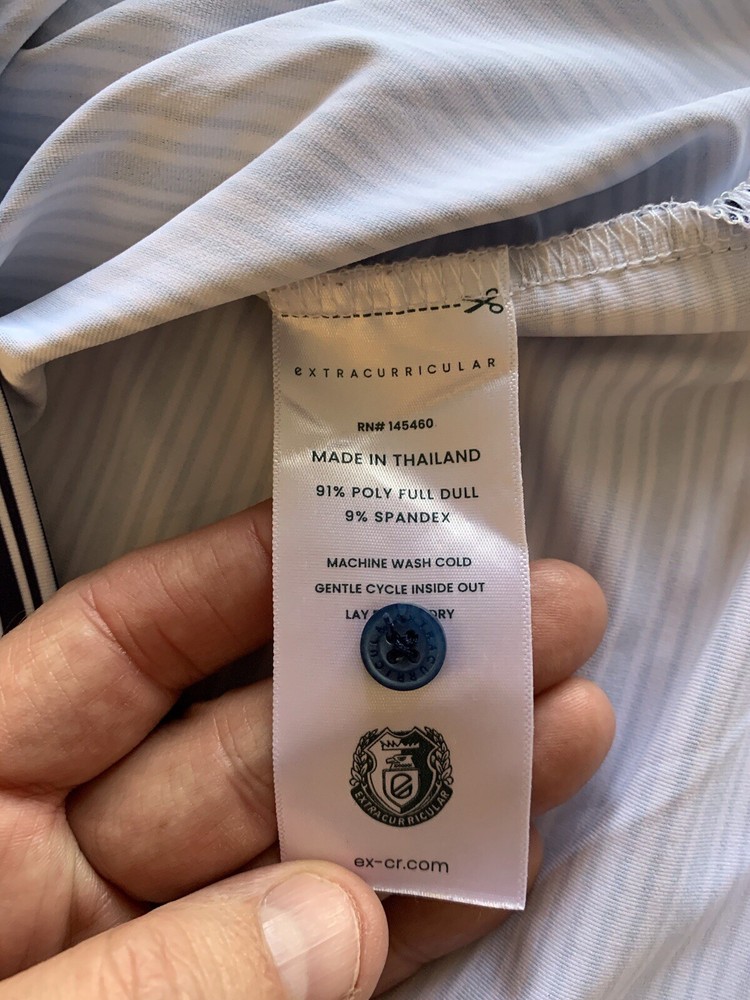 eXTRACURRICULAR
RN# 145460
MADE IN THAILAND
91% POLY FULL DULL
9% SPANDEX
MACHINE WASH COLD
GENTLE CYCLE INSIDE OUT
LAY DRY
EXTRACURRICULAR
ex-cr.com